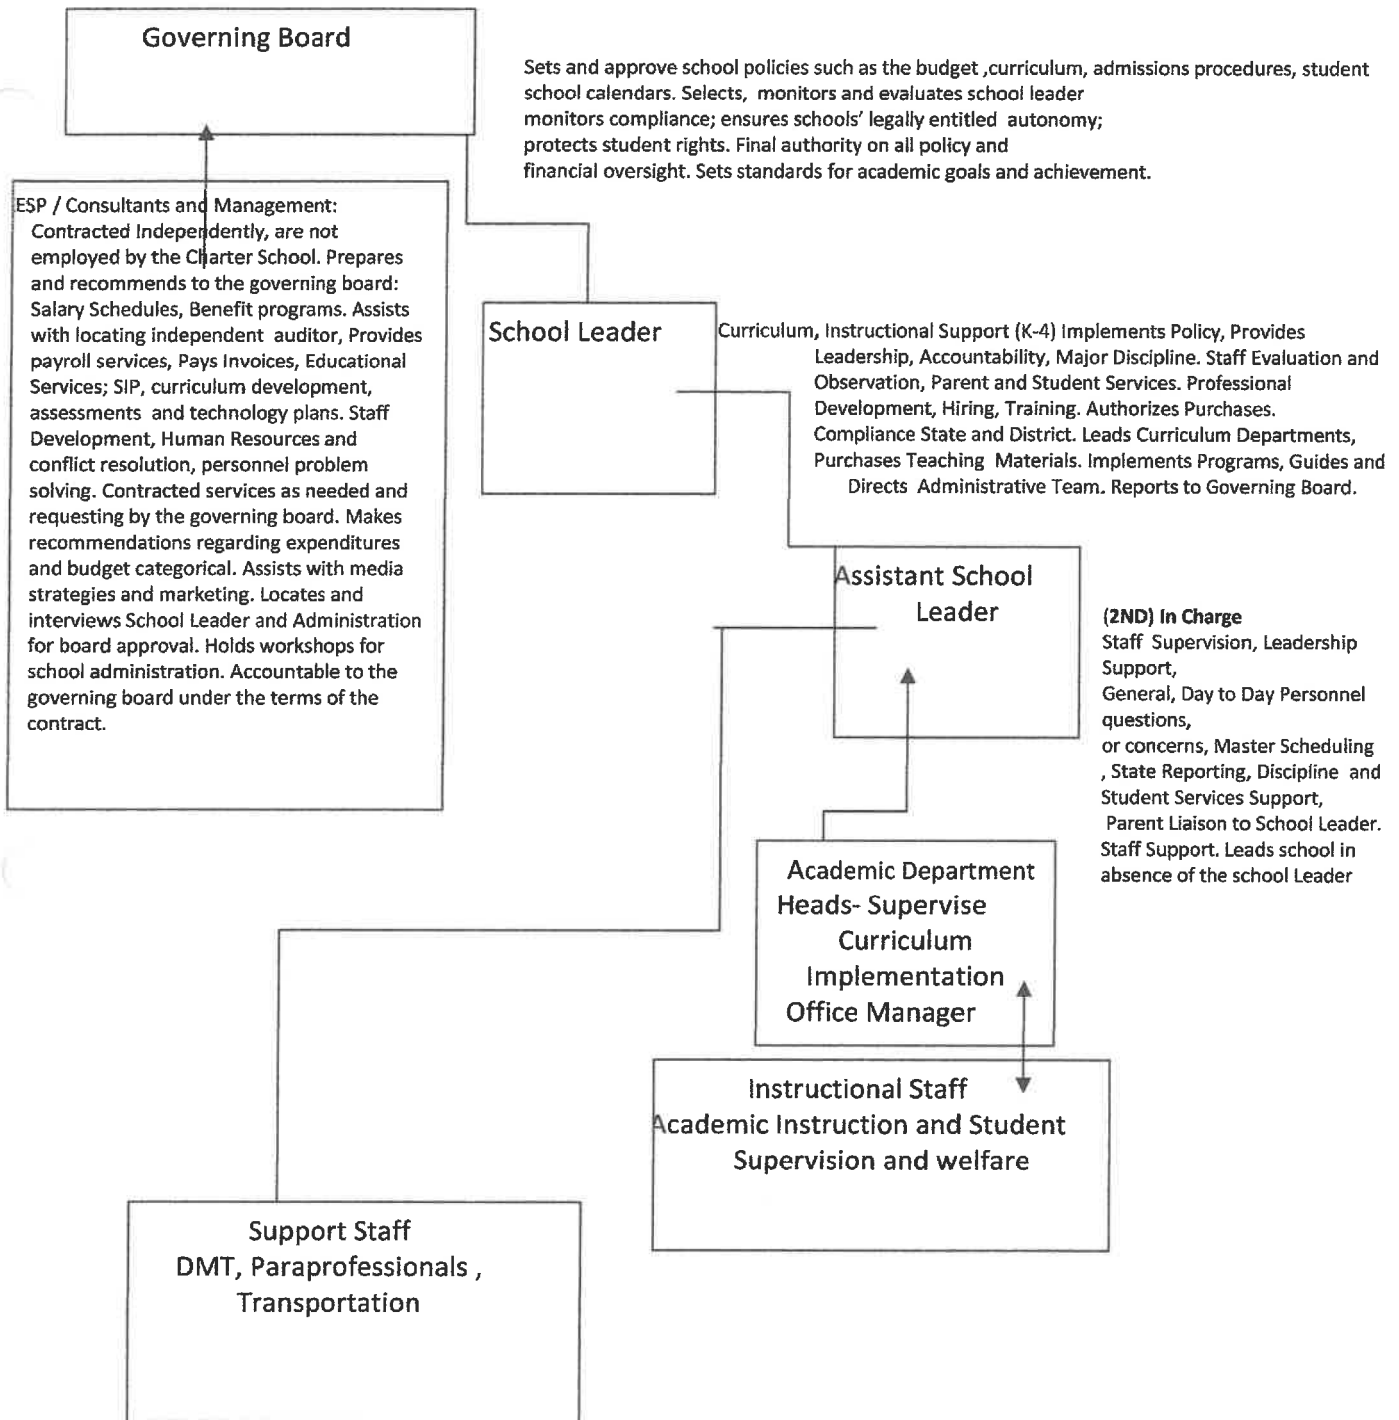 Governing Board
Sets and approve school policies such as the budget ,curriculum, admissions procedures, student
school calendars. Selects, monitors and evaluates school leader
monitors compliance; ensures schools' legally entitled autonomy;
protects student rights. Final authority on all policy and
financial oversight. Sets standards for academic goals and achievement.
ESP / Consultants and Management:
Contracted Independently, are not
employed by the Charter School. Prepares
and recommends to the governing board:
Salary Schedules, Benefit programs. Assists
with locating independent auditor, Provides
payroll services, Pays Invoices, Educational
Services; SIP, curriculum development,
assessments and technology plans. Staff
Development, Human Resources and
conflict resolution, personnel problem
solving. Contracted services as needed and
requesting by the governing board. Makes
recommendations regarding expenditures
and budget categorical. Assists with media
strategies and marketing. Locates and
interviews School Leader and Administration
for board approval. Holds workshops for
school administration. Accountable to the
governing board under the terms of the
contract.
School Leader
Curriculum, Instructional Support (K-4) Implements Policy, Provides
Leadership, Accountability, Major Discipline. Staff Evaluation and
Observation, Parent and Student Services. Professional
Development, Hiring, Training. Authorizes Purchases.
Compliance State and District. Leads Curriculum Departments,
Purchases Teaching Materials. Implements Programs, Guides and
Directs Administrative Team. Reports to Governing Board.
Assistant School
Leader
(2ND) In Charge
Staff Supervision, Leadership
Support,
General, Day to Day Personnel
questions,
or concerns, Master Scheduling
, State Reporting, Discipline and
Student Services Support,
Parent Liaison to School Leader.
Staff Support. Leads school in
absence of the school Leader
Academic Department
Heads- Supervise
Curriculum
Implementation
Office Manager
Instructional Staff
Academic Instruction and Student
Supervision and welfare
Support Staff
DMT, Paraprofessionals ,
Transportation